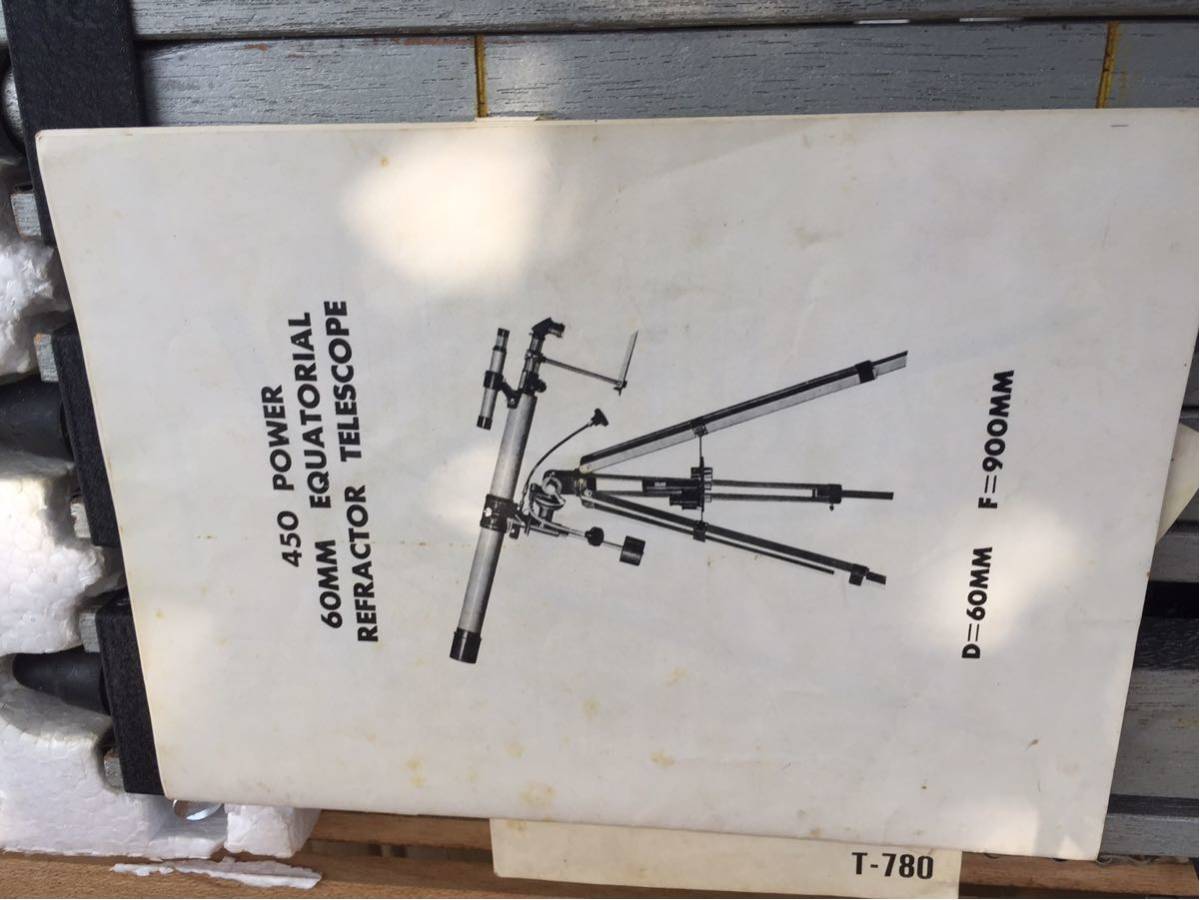 450 POWER
60MM EQUATORIAL
REFRACTOR TELESCOPE
D=60MM F=900MM
T-780